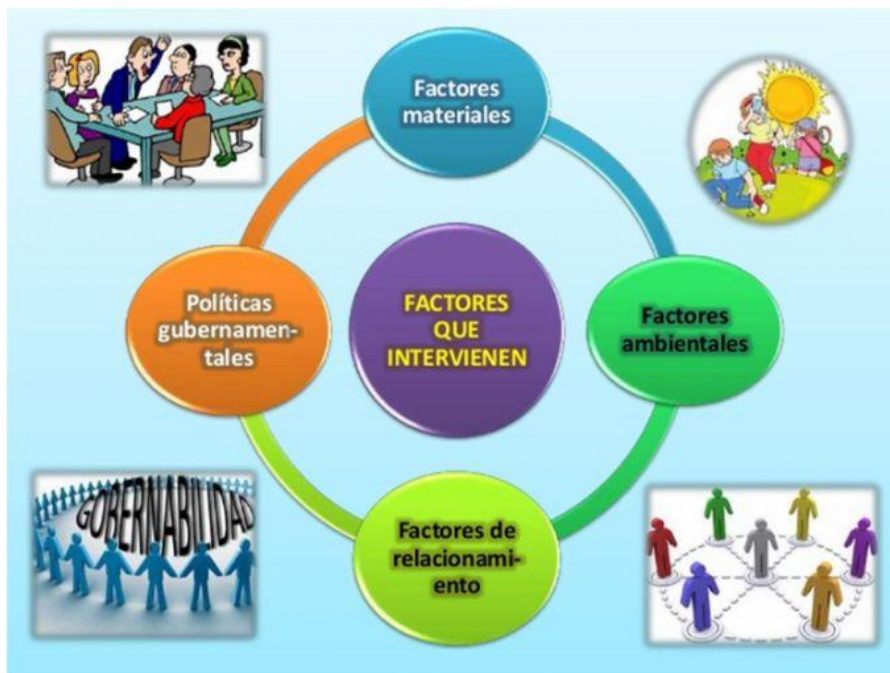 Factores
materiales
Políticas
gubernamen-
tales
FACTORES
QUE
INTERVIENEN
Factores
ambientales
GOBERNABILIDAD
Factores de
relacionami-
ento